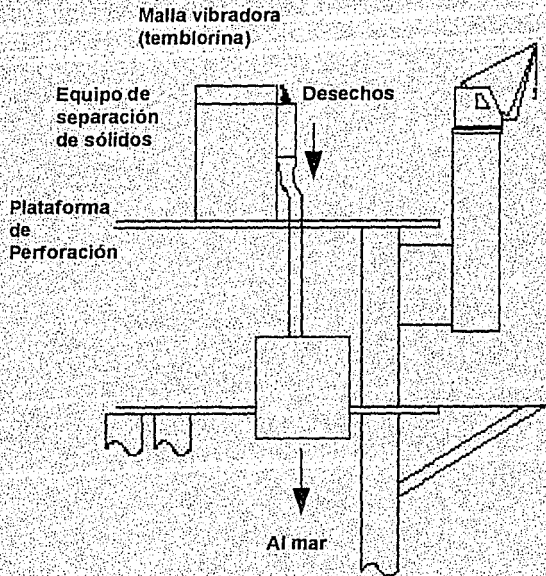 Malla vibradora
(temblorina)
Equipo de
separación
de sólidos
Desechos
Plataforma
de
Perforación
Al mar